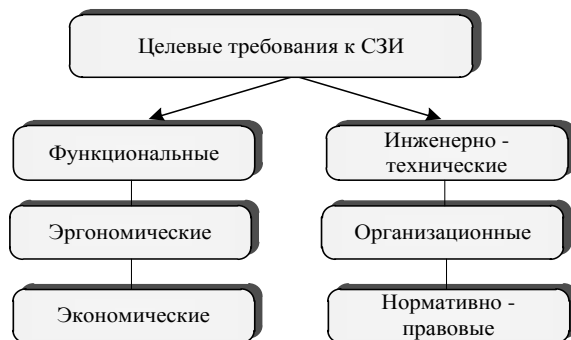 Целевые требования к СЗИ
Функциональные
Инженерно -
технические
Эргономические
Организационные
Экономические
Нормативно -
правовые